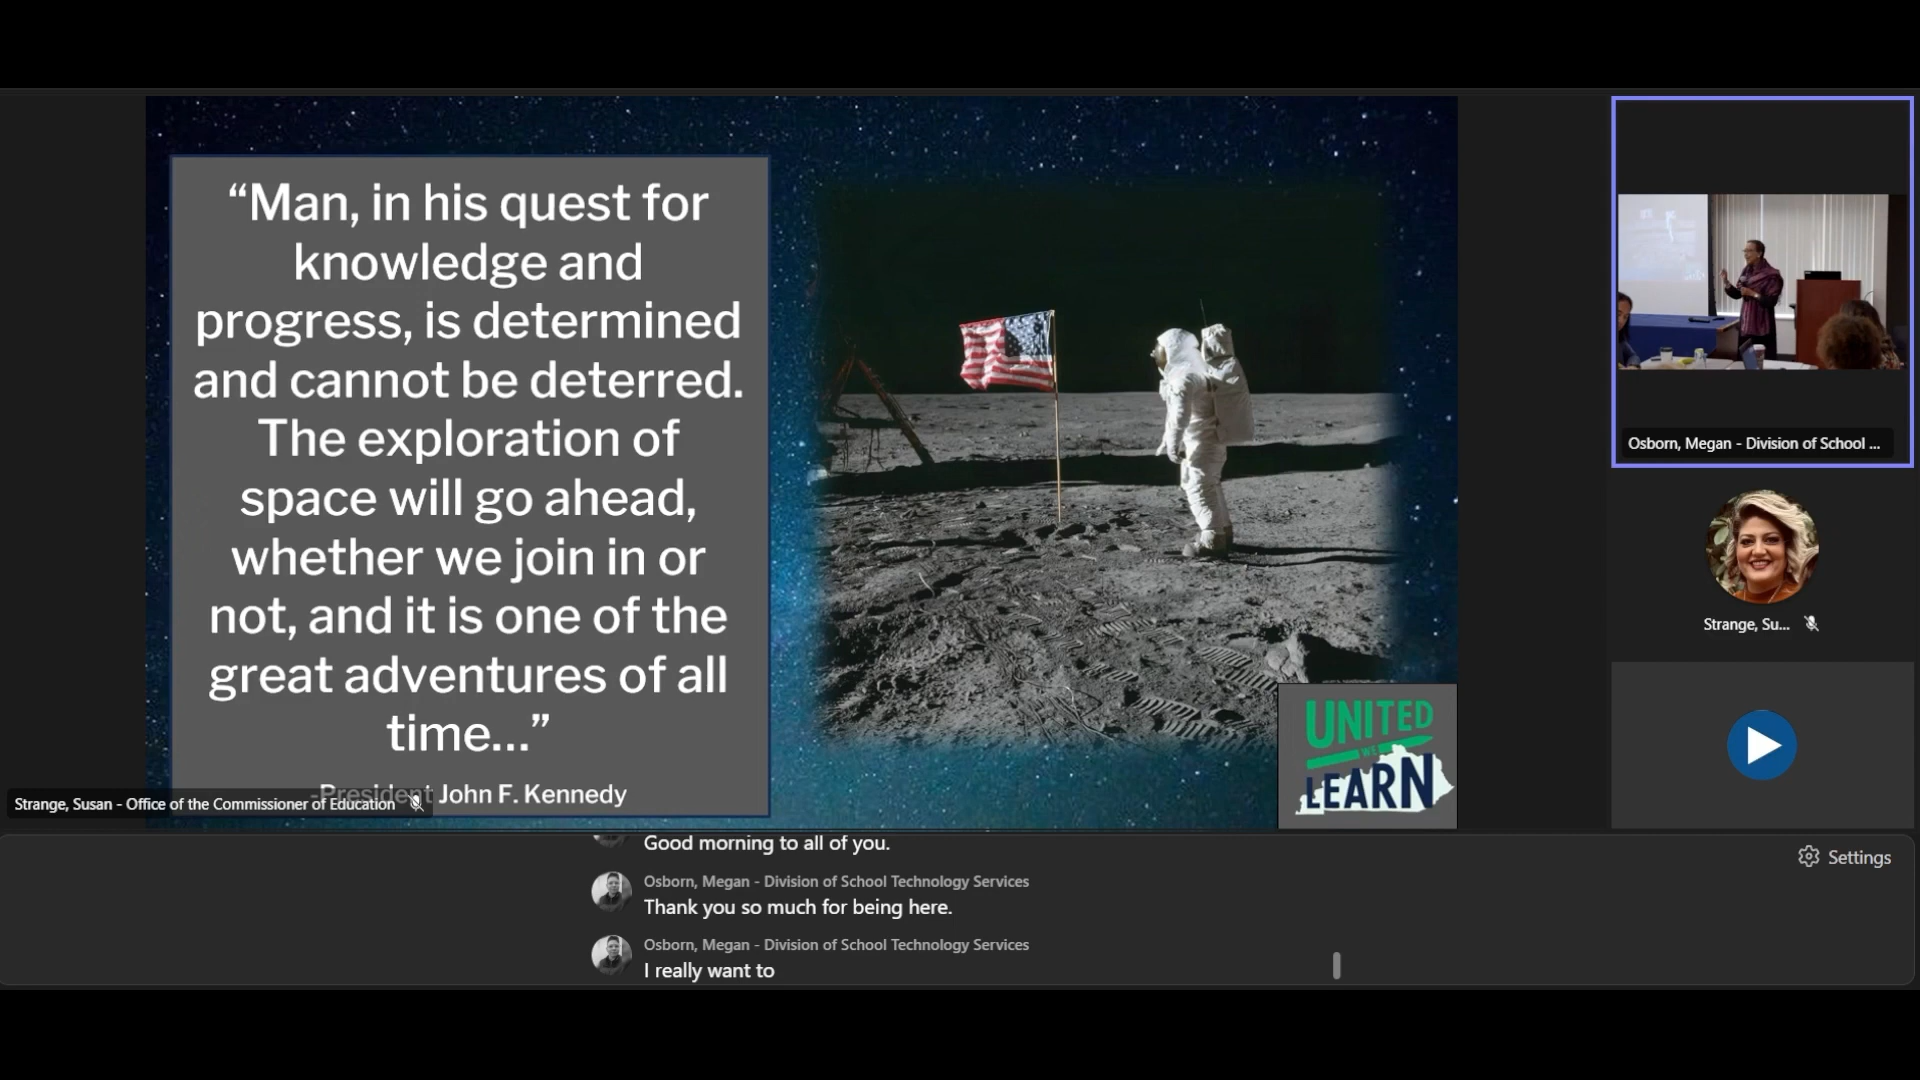 “Man, in his quest for
knowledge and
progress, is determined
and cannot be deterred.
The exploration of
space will go ahead,
whether we join in or
not, and it is one of the
great adventures of all
time...”
-President John F. Kennedy
Strange, Susan - Office of the Commissioner of Education
UNITED
WE
LEARN
Osborn, Megan - Division of School ...
Strange, Su...
Good morning to all of you.
Osborn, Megan - Division of School Technology Services
Thank you so much for being here.
Osborn, Megan - Division of School Technology Services
I really want to
Settings